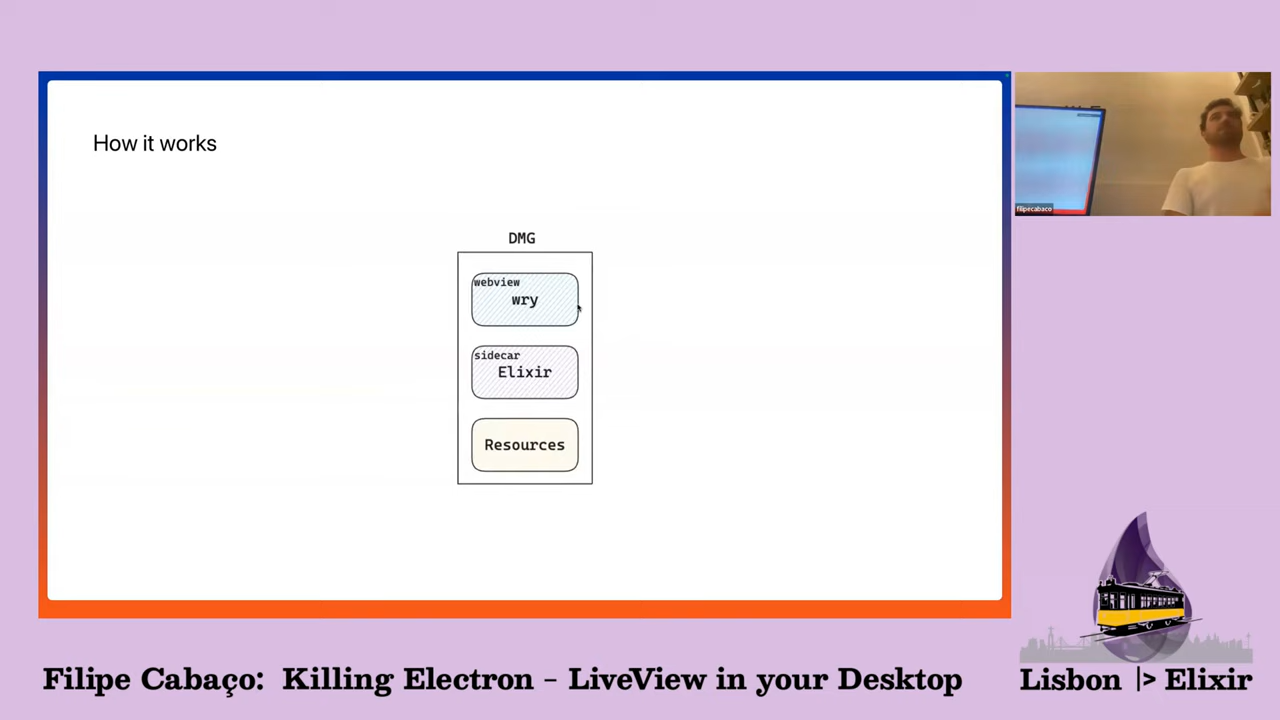 How it works
DMG
webview
wry
sidecar
Elixir
Resources
filipecabaco
Filipe Cabaço: Killing Electron - LiveView in your Desktop
Lisbon |> Elixir